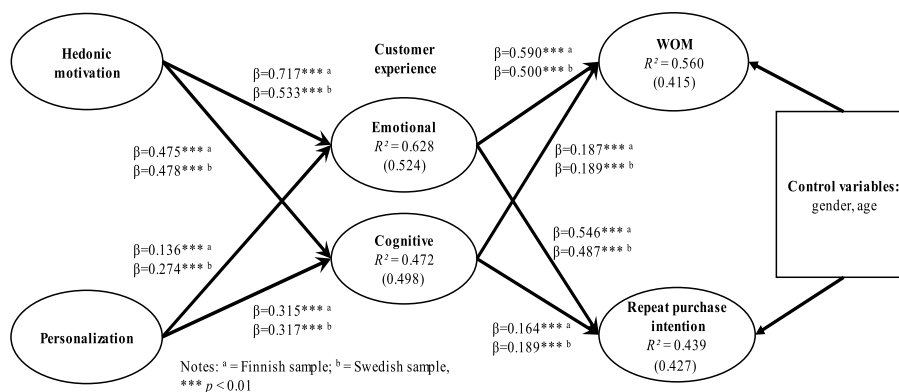 Hedonic
motivation
Customer
experience
β=0.717*** ᵃ
β=0.533*** ᵇ
β=0.590*** ᵃ
β=0.500*** ᵇ
WOM
R² = 0.560
(0.415)
Emotional
R² = 0.628
(0.524)
β=0.475*** ᵃ
β=0.478*** ᵇ
β=0.187*** ᵃ
β=0.189*** ᵇ
Control variables:
gender, age
β=0.136*** ᵃ
β=0.274*** ᵇ
Cognitive
R² = 0.472
(0.498)
β=0.546*** ᵃ
β=0.487*** ᵇ
Personalization
β=0.315*** ᵃ
β=0.317*** ᵇ
β=0.164*** ᵃ
β=0.189*** ᵇ
Repeat purchase
intention
R² = 0.439
(0.427)
Notes: ᵃ = Finnish sample; ᵇ = Swedish sample,
*** p < 0.01